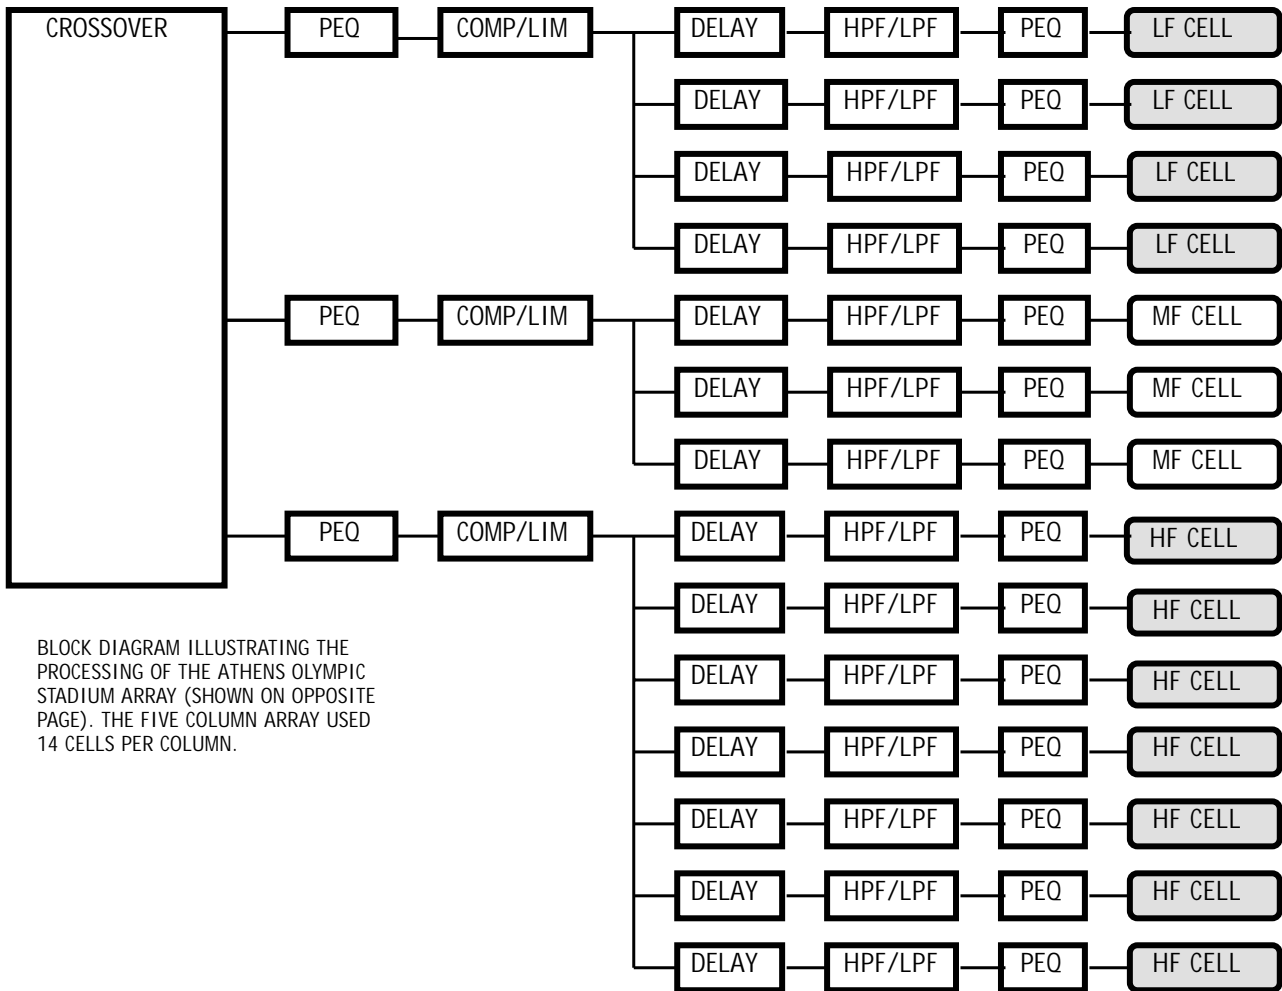 CROSSOVER PEQ COMP/LIM DELAY HPF/LPF PEQ LF CELL
DELAY HPF/LPF PEQ LF CELL
DELAY HPF/LPF PEQ LF CELL
DELAY HPF/LPF PEQ LF CELL
PEQ COMP/LIM DELAY HPF/LPF PEQ MF CELL
DELAY HPF/LPF PEQ MF CELL
DELAY HPF/LPF PEQ MF CELL
PEQ COMP/LIM DELAY HPF/LPF PEQ HF CELL
DELAY HPF/LPF PEQ HF CELL
DELAY HPF/LPF PEQ HF CELL
DELAY HPF/LPF PEQ HF CELL
DELAY HPF/LPF PEQ HF CELL
DELAY HPF/LPF PEQ HF CELL
DELAY HPF/LPF PEQ HF CELL
BLOCK DIAGRAM ILLUSTRATING THE
PROCESSING OF THE ATHENS OLYMPIC
STADIUM ARRAY (SHOWN ON OPPOSITE
PAGE). THE FIVE COLUMN ARRAY USED
14 CELLS PER COLUMN.